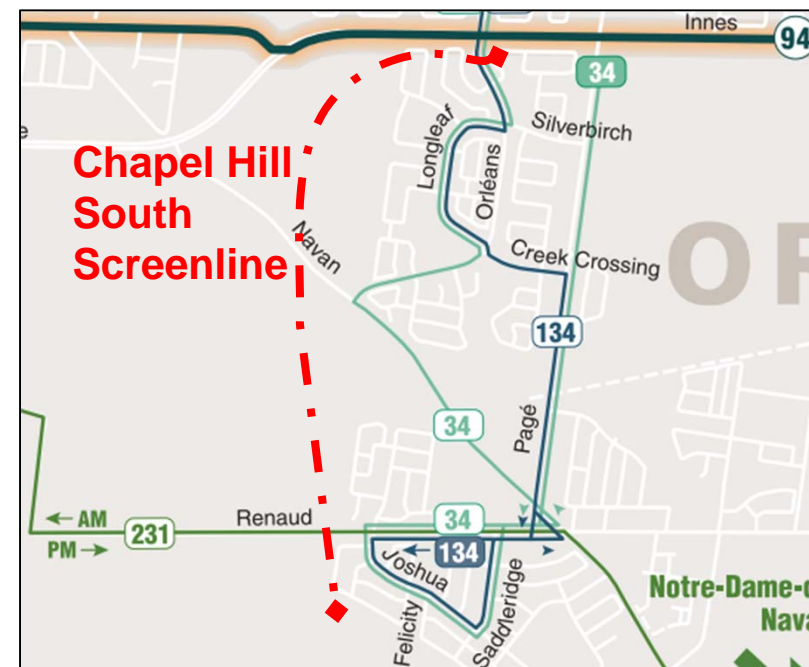 Innes
94
34
Chapel Hill
South
Screenline
Longleaf
Silverbirch
Orléans
Navan
Creek Crossing
134
34
Pagé
← AM
231
Renaud
34
PM →
← 134
Joshua
Felicity
Saddleridge
Notre-Dame-d
Nava